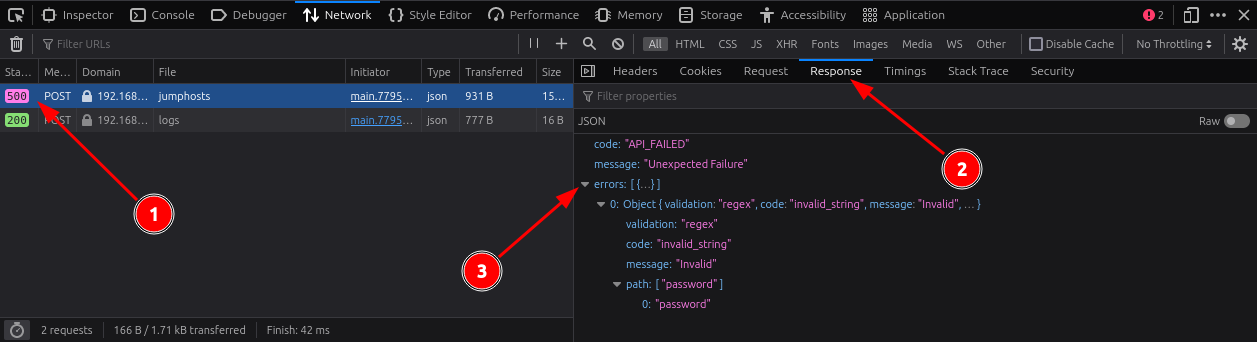 Inspector Console Debugger Network Style Editor Performance Memory Storage Accessibility Application 2
Filter URLs All HTML CSS JS XHR Fonts Images Media WS Other Disable Cache No Throttling
Sta... Me... Domain File Initiator Type Transferred Size
500 POST 192.168... jumphosts main.7795... json 931 B 15...
200 POST 192.168... logs main.7795... json 777 B 16 B
1
2 requests 166 B / 1.71 kB transferred Finish: 42 ms
Headers Cookies Request Response Timings Stack Trace Security
Filter properties
JSON Raw
code: "API_FAILED"
message: "Unexpected Failure"
2
errors: [ {...} ]
0: Object { validation: "regex", code: "invalid_string", message: "Invalid", ... }
validation: "regex"
code: "invalid_string"
message: "Invalid"
3
path: [ "password" ]
0: "password"